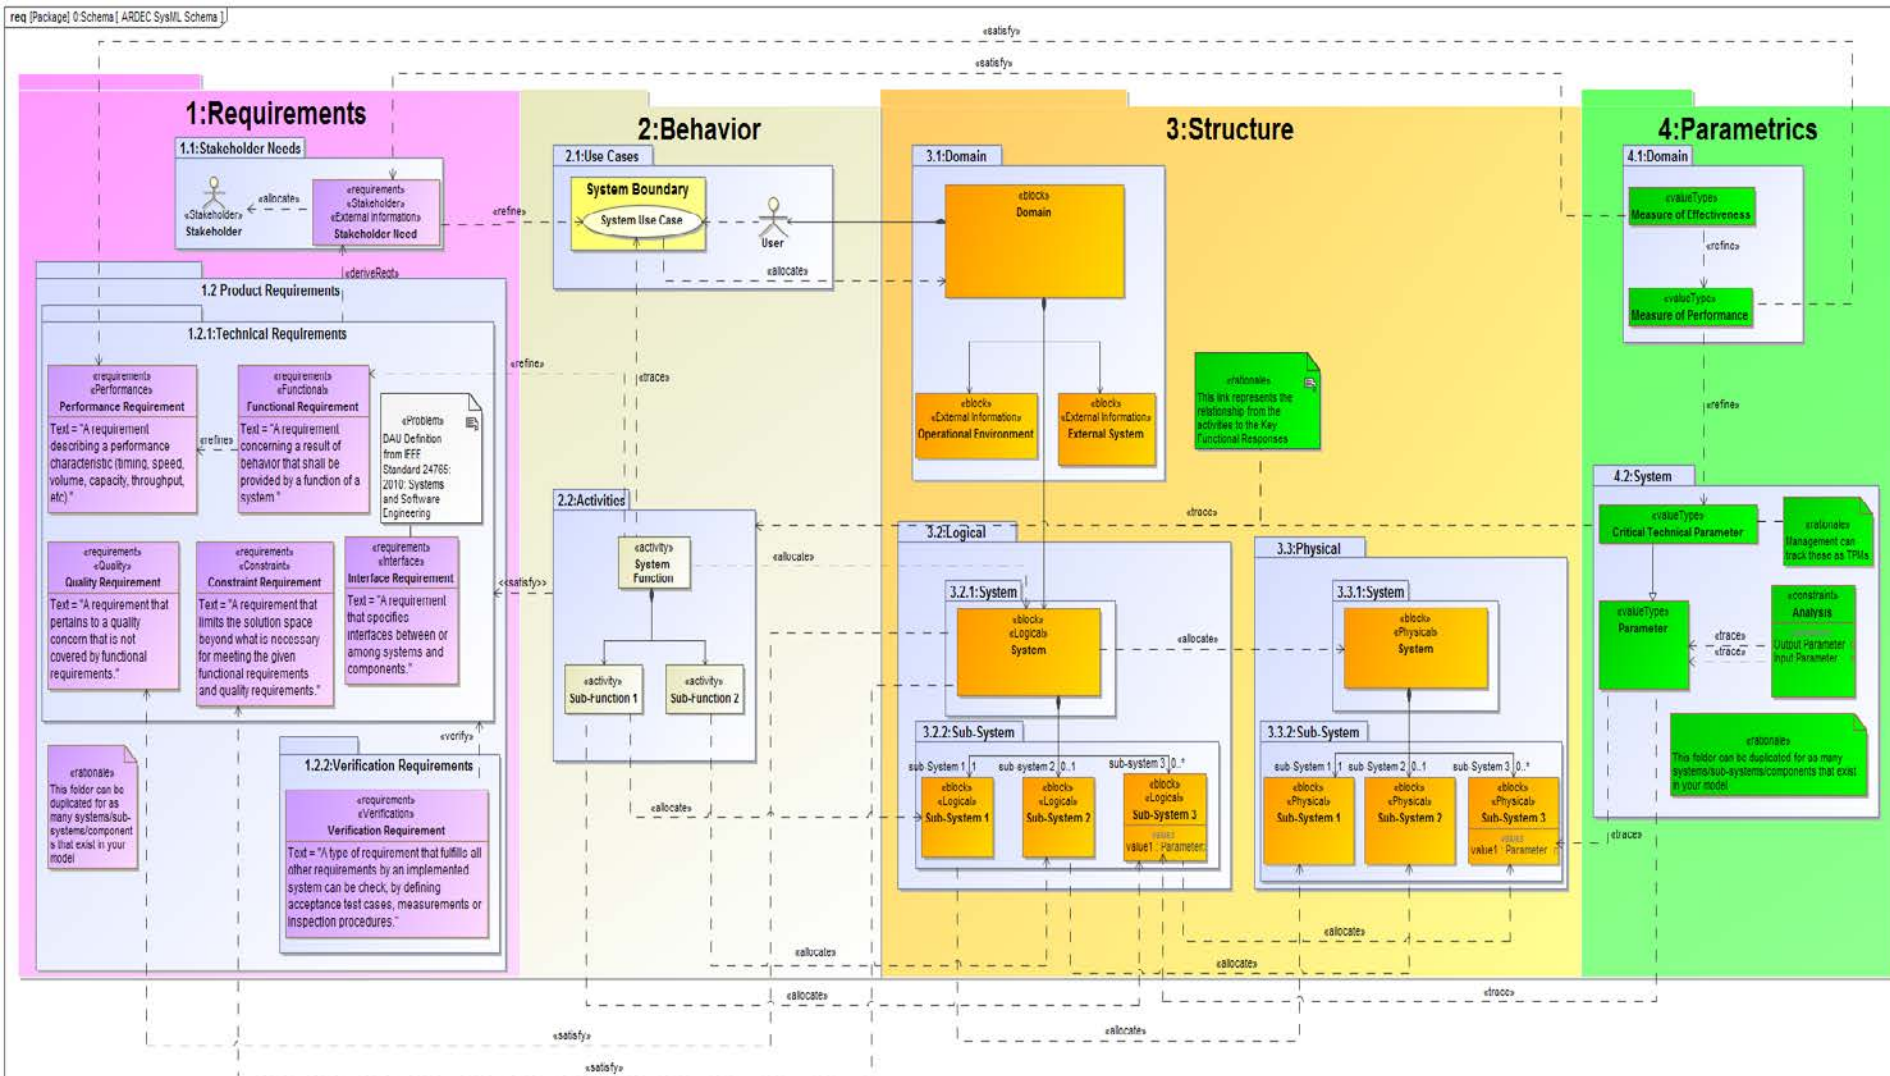 req [Package] 0:Schema [ ARDEC SysML Schema ]
«satisfy»
«satisfy»
1:Requirements
1.1:Stakeholder Needs
«Stakeholder»
Stakeholder
«allocate»
«requirement»
«Stakeholder»
«External Information»
Stakeholder Need
«deriveReqt»
1.2 Product Requirements
1.2.1:Technical Requirements
«requirement»
«Performance»
Performance Requirement
Text = "A requirement
describing a performance
characteristic (timing, speed,
volume, capacity, throughput,
etc)."
«refine»
«requirement»
«Functional»
Functional Requirement
Text = "A requirement
concerning a result of
behavior that shall be
provided by a function of a
system."
«Problem»
DAU Definition
from IEEE
Standard 24765:
2010: Systems
and Software
Engineering
«requirement»
«Quality»
Quality Requirement
Text = "A requirement that
pertains to a quality
concern that is not
covered by functional
requirements."
«requirement»
«Constraint»
Constraint Requirement
Text = "A requirement that
limits the solution space
beyond what is necessary
for meeting the given
functional requirements
and quality requirements."
«requirement»
«Interface»
Interface Requirement
Text = "A requirement
that specifies
interfaces between or
among systems and
components."
«verify»
«rationale»
This folder can be
duplicated for as
many systems/sub-
systems/component
s that exist in your
model
1.2.2:Verification Requirements
«requirement»
«Verification»
Verification Requirement
Text = "A type of requirement that fulfills all
other requirements by an implemented
system can be check, by defining
acceptance test cases, measurements or
inspection procedures."
2:Behavior
2.1:Use Cases
System Boundary
System Use Case
User
«refine»
«allocate»
«refine»
«trace»
2.2:Activities
«activity»
System
Function
«allocate»
<<satisfy>>
«activity»
Sub-Function 1
«activity»
Sub-Function 2
«allocate»
«allocate»
«allocate»
«satisfy»
«satisfy»
3:Structure
3.1:Domain
«block»
Domain
«block»
«External Information»
Operational Environment
«block»
«External Information»
External System
«rationale»
This link represents the
relationship from the
activities to the Key
Functional Responses
«trace»
3.2:Logical
3.2.1:System
«block»
«Logical»
System
«allocate»
3.2.2:Sub-System
sub System 1 1
sub system 2 0..1
sub-system 3 0..*
«block»
«Logical»
Sub-System 1
«block»
«Logical»
Sub-System 2
«block»
«Logical»
Sub-System 3
values
value1 : Parameter
3.3:Physical
3.3.1:System
«block»
«Physical»
System
3.3.2:Sub-System
sub System 1 1
sub System 2 0..1
sub System 3 0..*
«block»
«Physical»
Sub-System 1
«block»
«Physical»
Sub-System 2
«block»
«Physical»
Sub-System 3
values
value1 : Parameter
«allocate»
«allocate»
«allocate»
4:Parametrics
4.1:Domain
«valueType»
Measure of Effectiveness
«refine»
«valueType»
Measure of Performance
«refine»
4.2:System
«valueType»
Critical Technical Parameter
«rationale»
Management can
track these as TPMs
«valueType»
Parameter
«trace»
«trace»
«constraint»
Analysis
Output Parameter
Input Parameter
«rationale»
This folder can be duplicated for as many
systems/sub-systems/components that exist
in your model
«trace»
«trace»